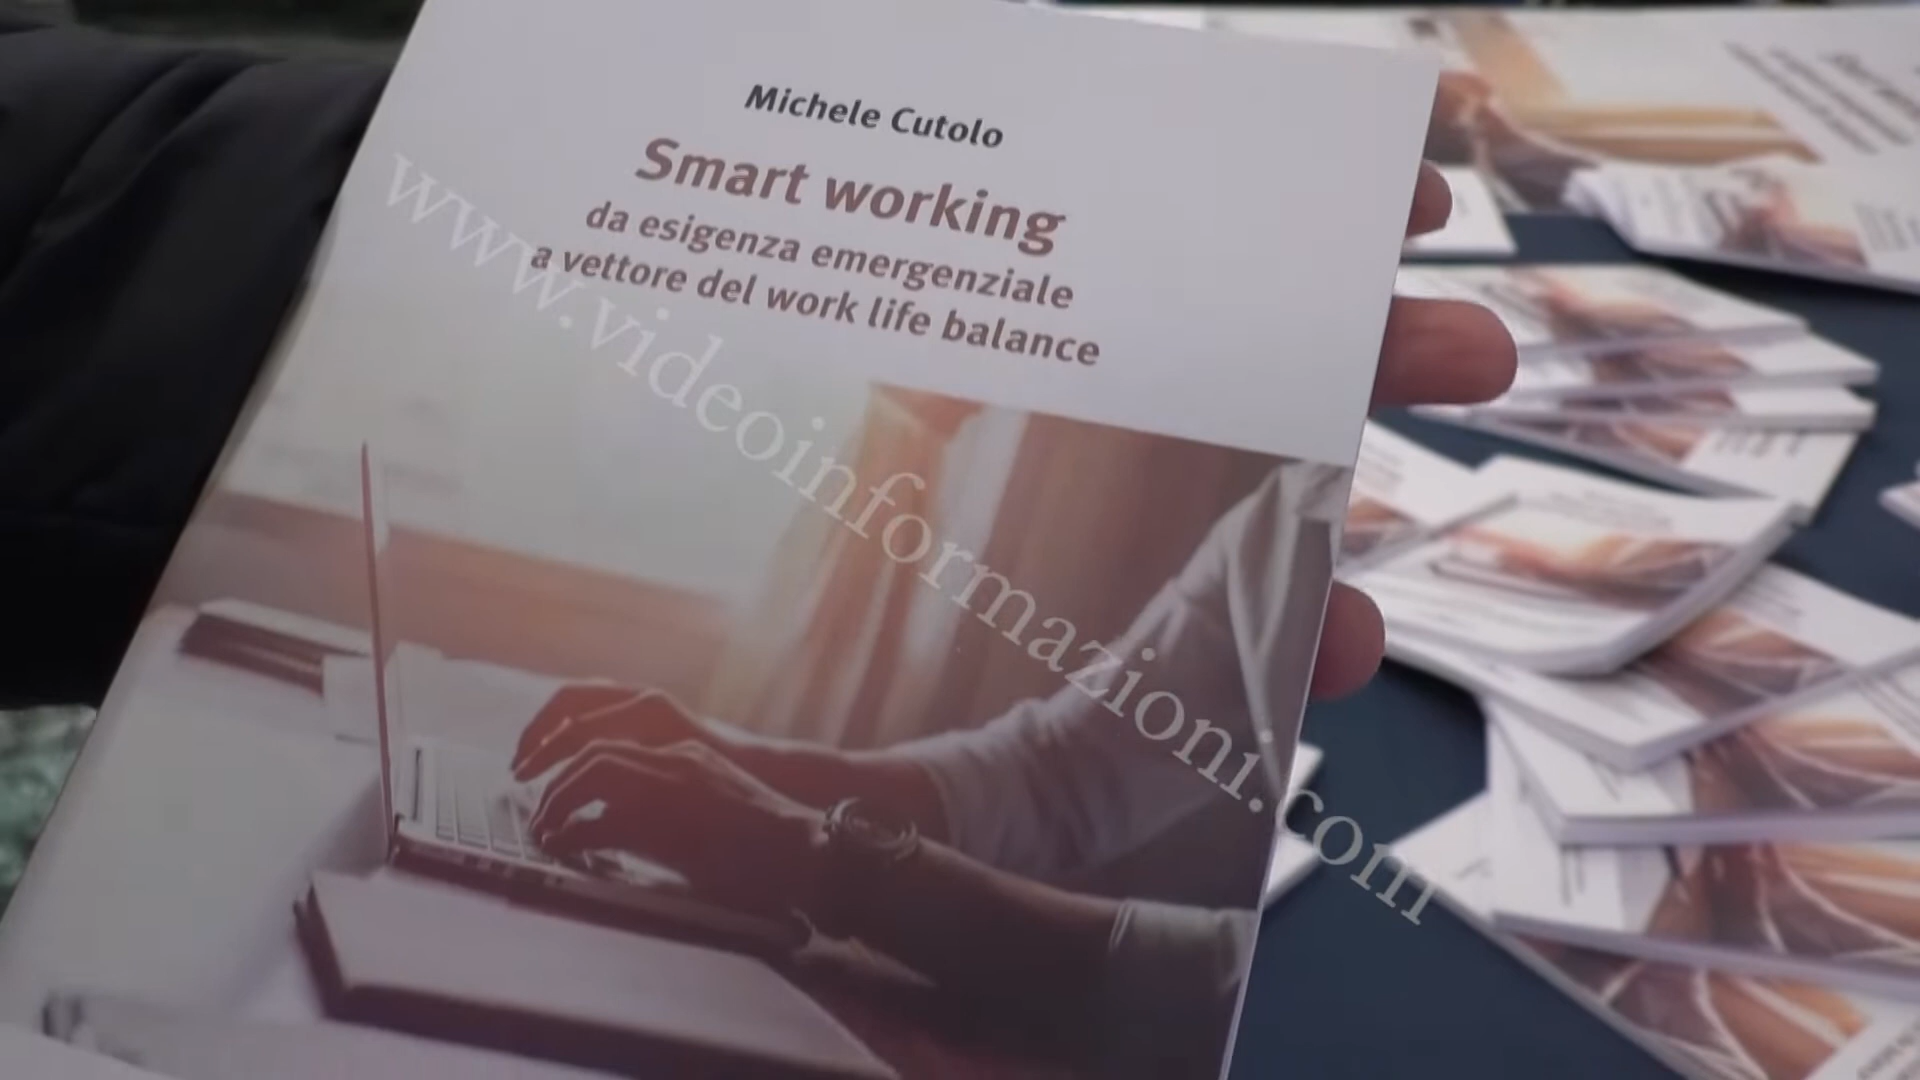 Michele Cutolo
Smart working
da esigenza emergenziale
a vettore del work life balance
www.videoinformazioni.com